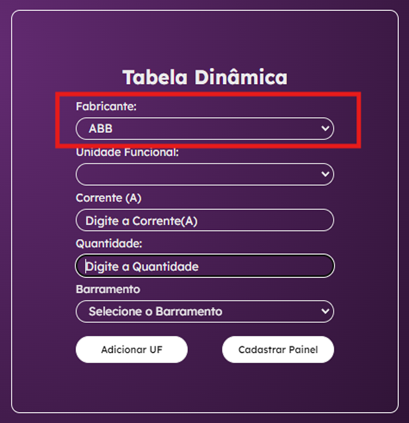 Tabela Dinâmica
Fabricante:
ABB
Unidade Funcional:
Corrente (A)
Digite a Corrente(A)
Quantidade:
Digite a Quantidade
Barramento
Selecione o Barramento
Adicionar UF
Cadastrar Painel